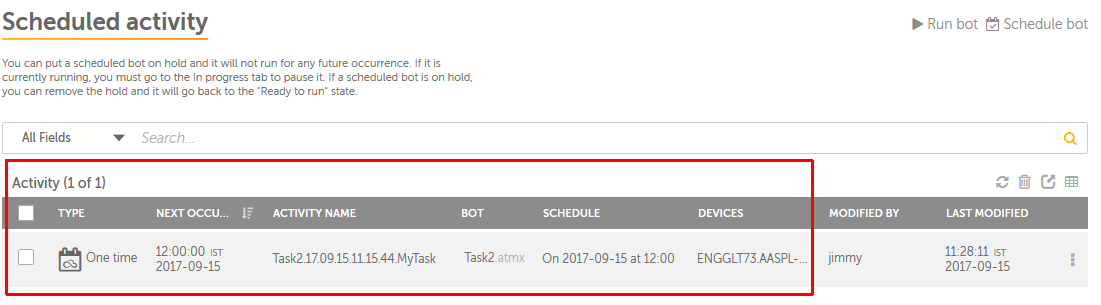 Scheduled activity
Run bot Schedule bot
You can put a scheduled bot on hold and it will not run for any future occurrence. If it is
currently running, you must go to the In progress tab to pause it. If a scheduled bot is on hold,
you can remove the hold and it will go back to the "Ready to run" state.
All Fields Search...
Activity (1 of 1)
TYPE NEXT OCCU... ACTIVITY NAME BOT SCHEDULE DEVICES MODIFIED BY LAST MODIFIED
One time 12:00:00 IST Task2.17.09.15.11.15.44.MyTask Task2.atmx On 2017-09-15 at 12:00 ENGGLT73.AASPL-... jimmy 11:28:11 IST
2017-09-15 2017-09-15